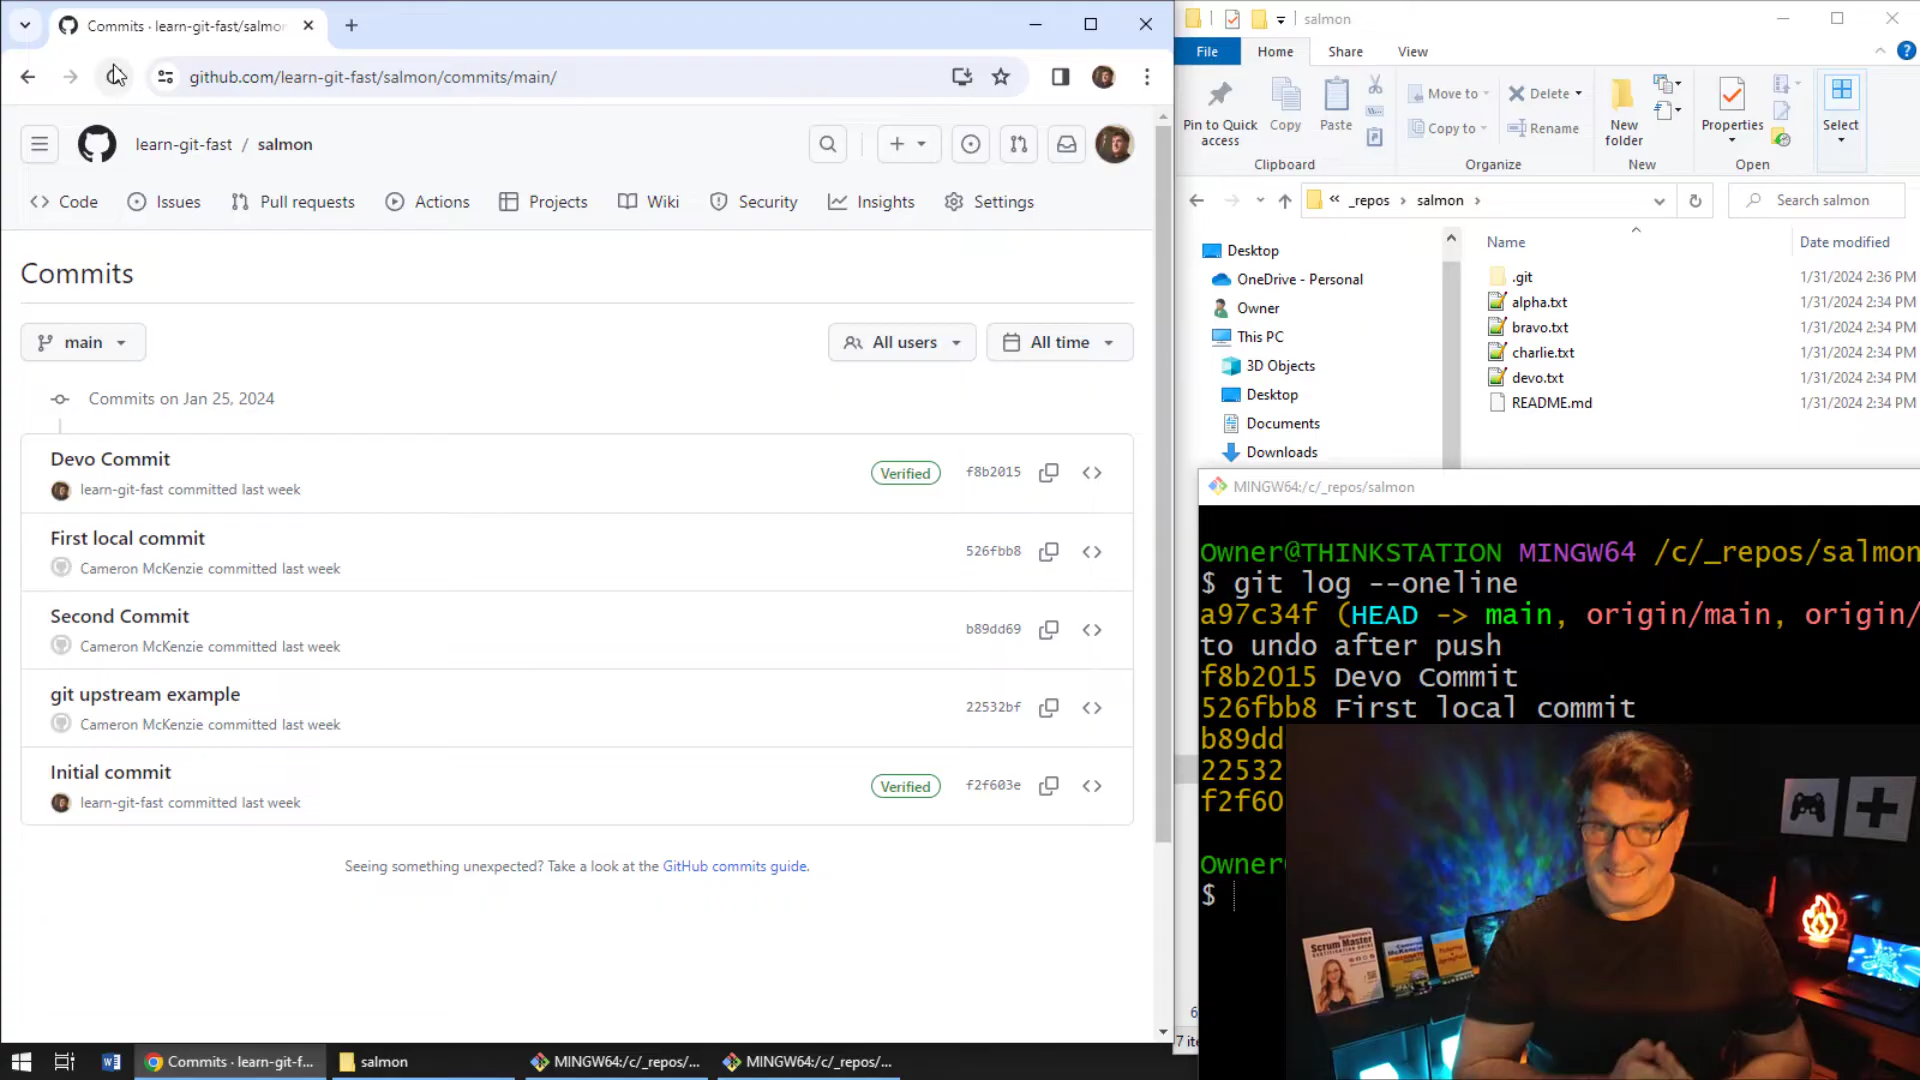 Commits · learn-git-fast/salmon
github.com/learn-git-fast/salmon/commits/main/
learn-git-fast / salmon
Code
Issues
Pull requests
Actions
Projects
Wiki
Security
Insights
Settings
Commits
main
All users
All time
Commits on Jan 25, 2024
Devo Commit
learn-git-fast committed last week
Verified
f8b2015
First local commit
Cameron McKenzie committed last week
526fbb8
Second Commit
Cameron McKenzie committed last week
b89dd69
git upstream example
Cameron McKenzie committed last week
22532bf
Initial commit
learn-git-fast committed last week
Verified
f2f603e
Seeing something unexpected? Take a look at the GitHub commits guide.
salmon
File Home Share View
Pin to Quick access
Copy
Paste
Clipboard
Move to
Copy to
Delete
Rename
Organize
New folder
New
Properties
Open
Select
« _repos › salmon ›
Search salmon
Desktop
OneDrive - Personal
Owner
This PC
3D Objects
Desktop
Documents
Downloads
Name Date modified
.git 1/31/2024 2:36 PM
alpha.txt 1/31/2024 2:34 PM
bravo.txt 1/31/2024 2:34 PM
charlie.txt 1/31/2024 2:34 PM
devo.txt 1/31/2024 2:34 PM
README.md 1/31/2024 2:34 PM
MINGW64:/c/_repos/salmon
Owner@THINKSTATION MINGW64 /c/_repos/salmon
$ git log --oneline
a97c34f (HEAD -> main, origin/main, origin/
to undo after push
f8b2015 Devo Commit
526fbb8 First local commit
b89dd
22532
f2f60
Owner
$
Scrum Master
7 ite
Commits · learn-git-f...
salmon
MINGW64:/c/_repos/...
MINGW64:/c/_repos/...